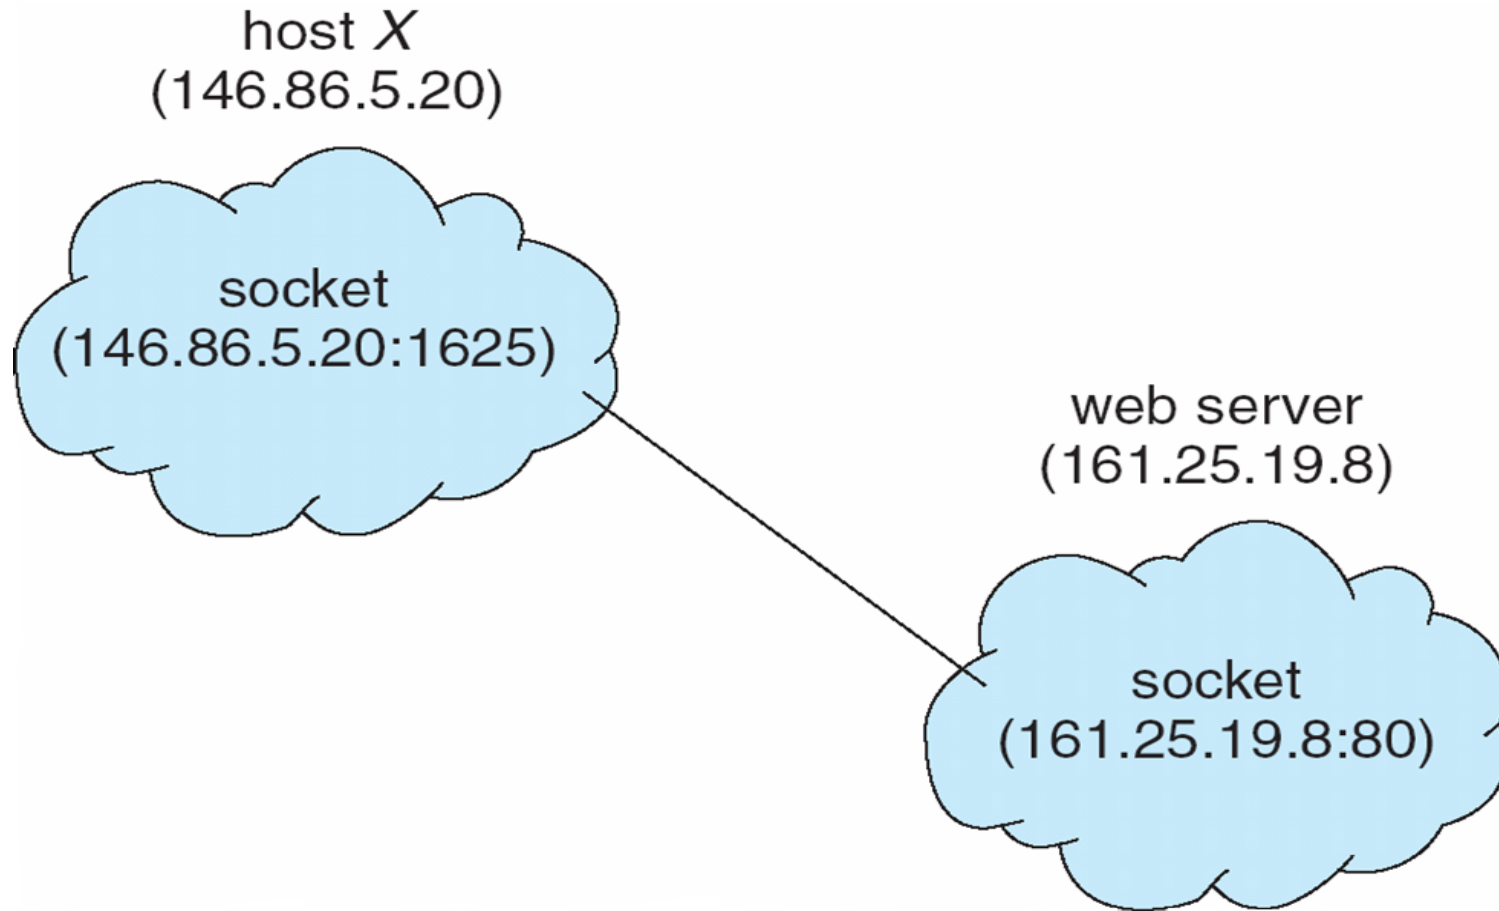 host X
(146.86.5.20)
socket
(146.86.5.20:1625)
web server
(161.25.19.8)
socket
(161.25.19.8:80)